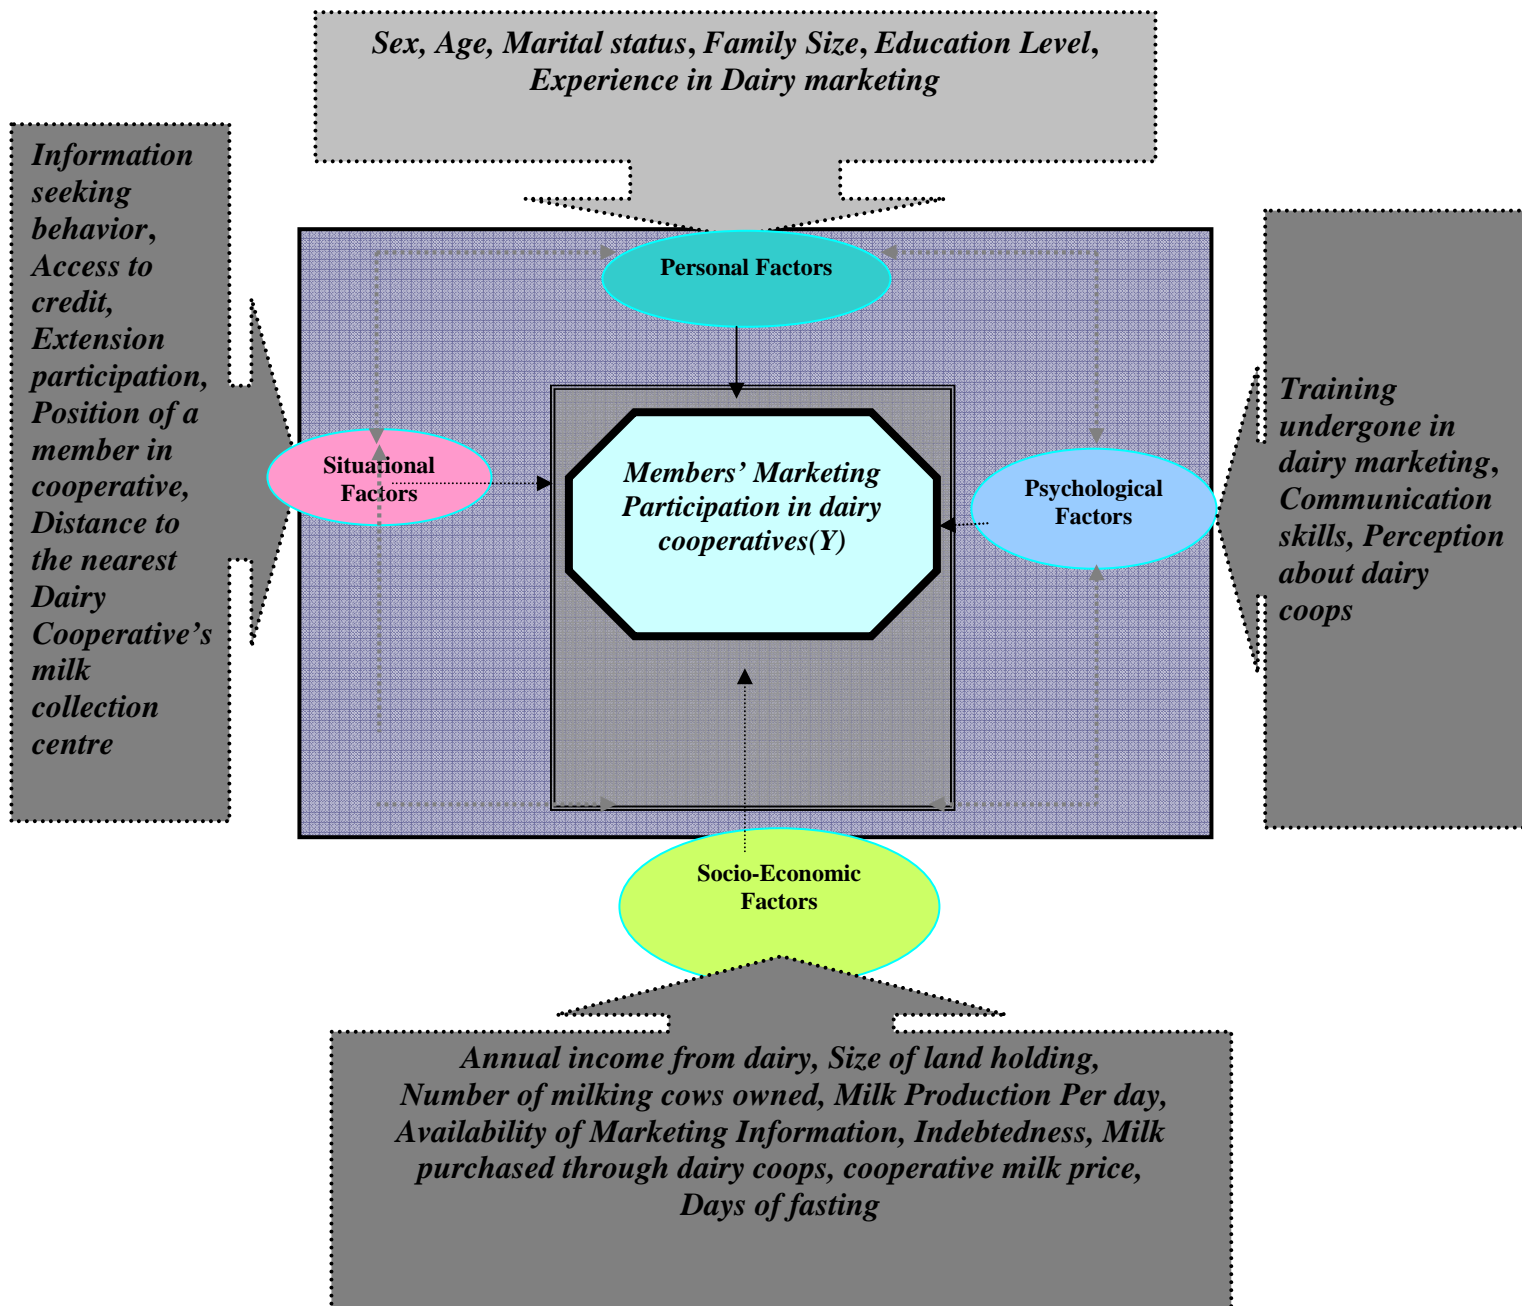 Sex, Age, Marital status, Family Size, Education Level,
Experience in Dairy marketing
Information
seeking
behavior,
Access to
credit,
Extension
participation,
Position of a
member in
cooperative,
Distance to
the nearest
Dairy
Cooperative’s
milk
collection
centre
Personal Factors
Situational
Factors
Members’ Marketing
Participation in dairy
cooperatives(Y)
Psychological
Factors
Training
undergone in
dairy marketing,
Communication
skills, Perception
about dairy
coops
Socio-Economic
Factors
Annual income from dairy, Size of land holding,
Number of milking cows owned, Milk Production Per day,
Availability of Marketing Information, Indebtedness, Milk
purchased through dairy coops, cooperative milk price,
Days of fasting